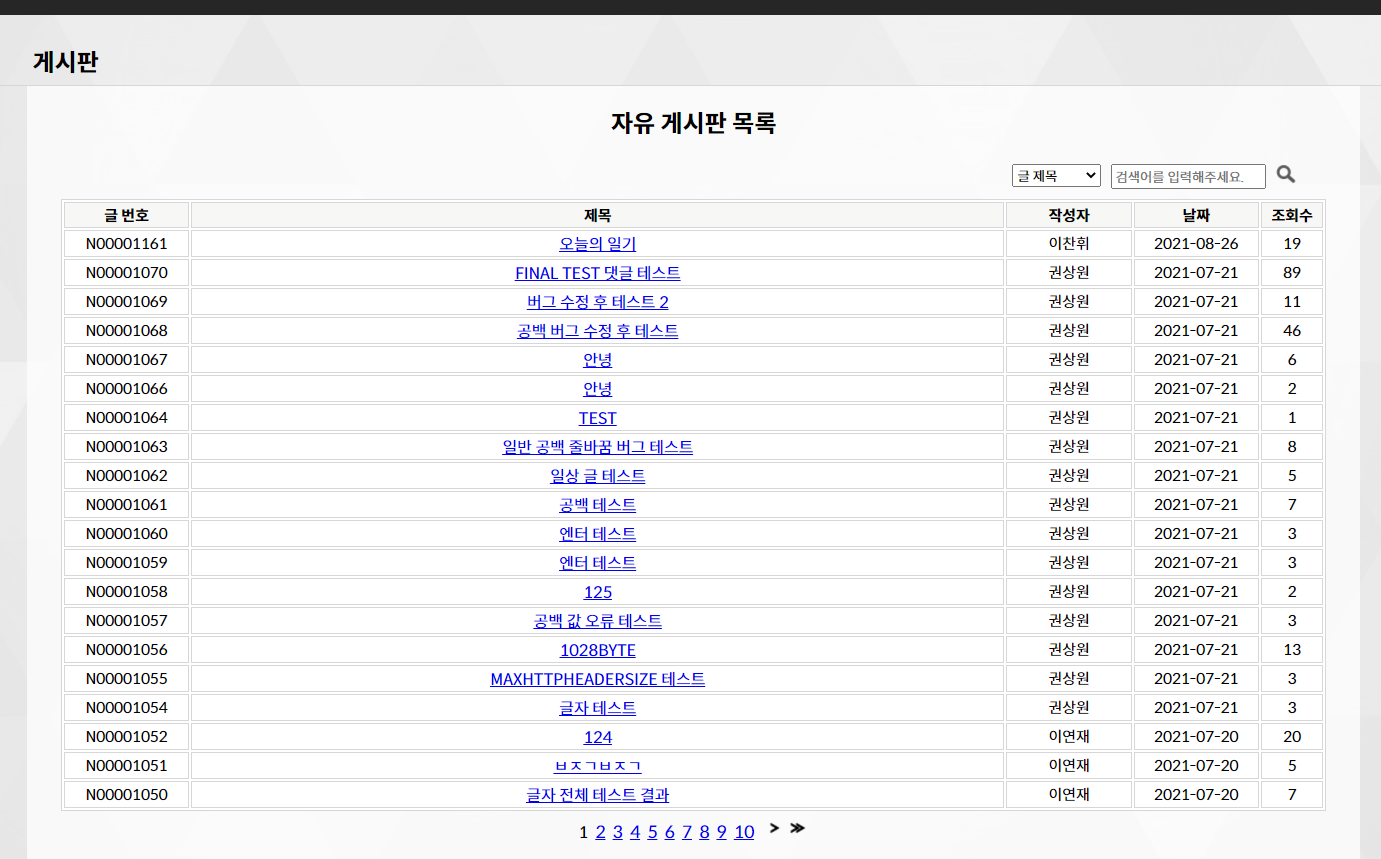 게시판
자유 게시판 목록
글 제목 검색어를 입력해주세요.
글 번호 제목 작성자 날짜 조회수
N00001161 오늘의 일기 이찬휘 2021-08-26 19
N00001070 FINAL TEST 댓글 테스트 권상원 2021-07-21 89
N00001069 버그 수정 후 테스트 2 권상원 2021-07-21 11
N00001068 공백 버그 수정 후 테스트 권상원 2021-07-21 46
N00001067 안녕 권상원 2021-07-21 6
N00001066 안녕 권상원 2021-07-21 2
N00001064 TEST 권상원 2021-07-21 1
N00001063 일반 공백 줄바꿈 버그 테스트 권상원 2021-07-21 8
N00001062 일상 글 테스트 권상원 2021-07-21 5
N00001061 공백 테스트 권상원 2021-07-21 7
N00001060 엔터 테스트 권상원 2021-07-21 3
N00001059 엔터 테스트 권상원 2021-07-21 3
N00001058 125 권상원 2021-07-21 2
N00001057 공백 값 오류 테스트 권상원 2021-07-21 3
N00001056 1028BYTE 권상원 2021-07-21 13
N00001055 MAXHTTPHEADERSIZE 테스트 권상원 2021-07-21 3
N00001054 글자 테스트 권상원 2021-07-21 3
N00001052 124 이연재 2021-07-20 20
N00001051 ㅂㅈㄱㅂㅈㄱ 이연재 2021-07-20 5
N00001050 글자 전체 테스트 결과 이연재 2021-07-20 7
1 2 3 4 5 6 7 8 9 10